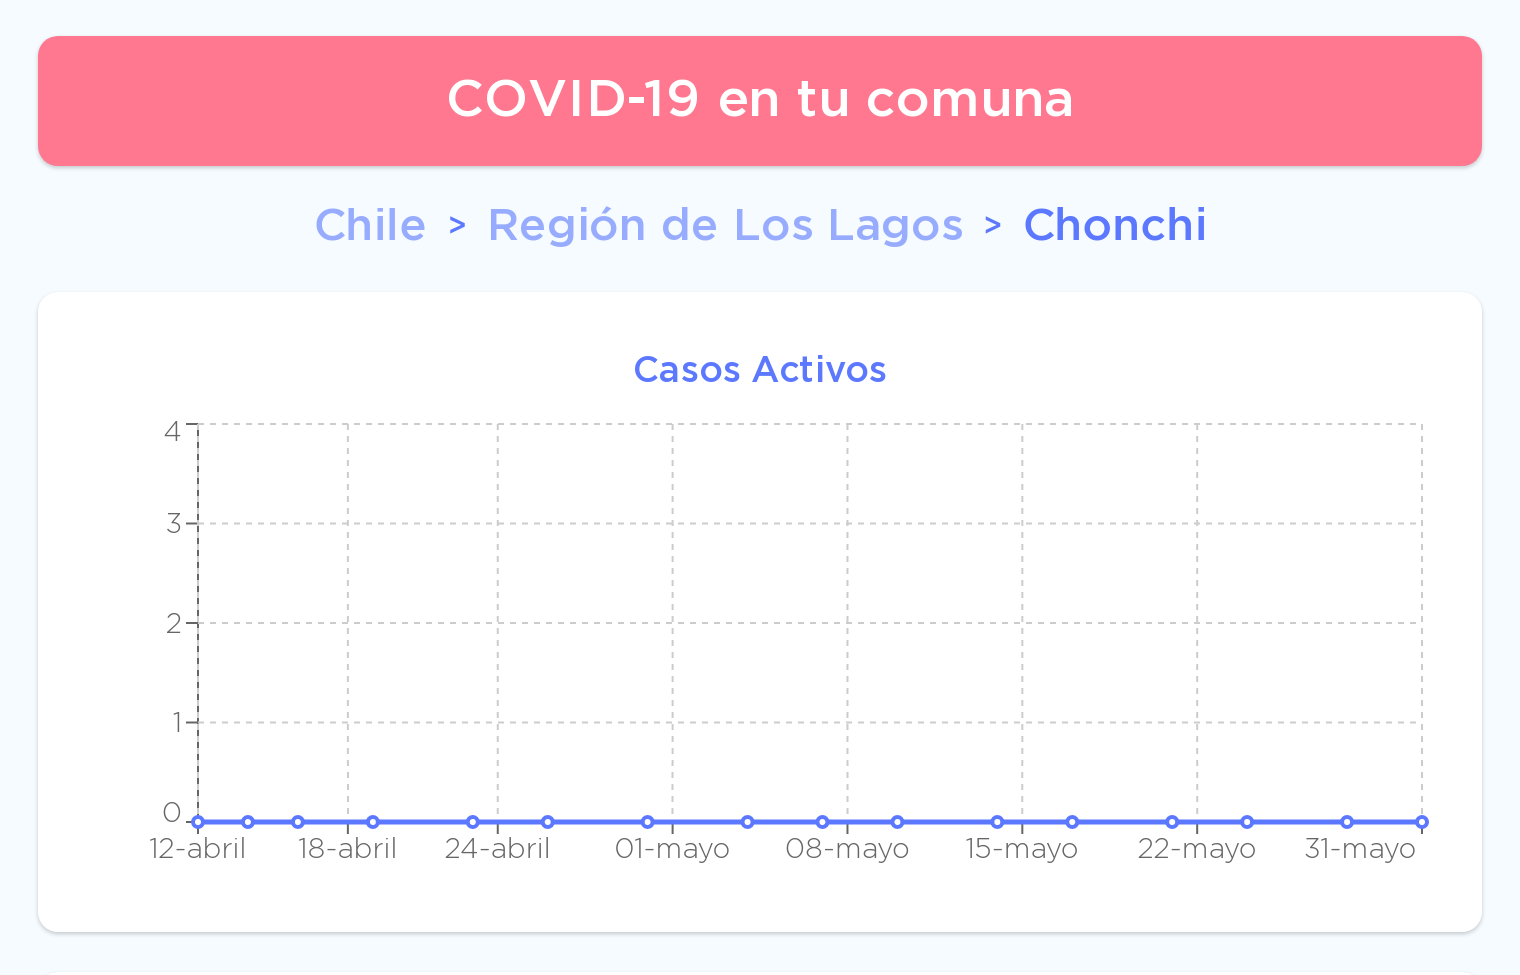 COVID-19 en tu comuna
Chile > Región de Los Lagos > Chonchi
Casos Activos
4
3
2
1
0
12-abril 18-abril 24-abril 01-mayo 08-mayo 15-mayo 22-mayo 31-mayo